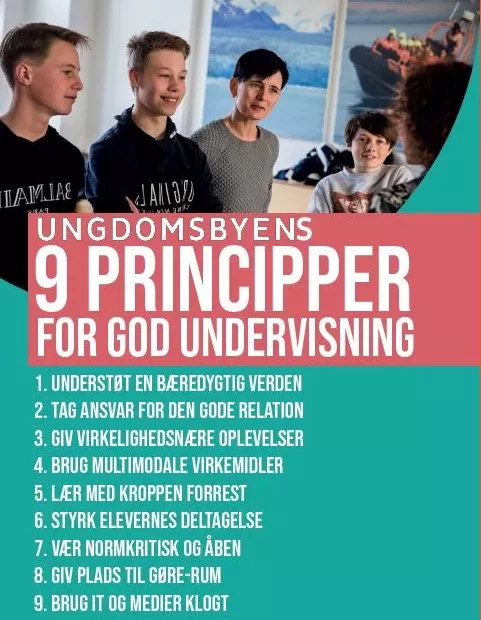 UNGDOMSBYENS
9 PRINCIPPER
FOR GOD UNDERVISNING
1. UNDERSTØT EN BÆREDYGTIG VERDEN
2. TAG ANSVAR FOR DEN GODE RELATION
3. GIV VIRKELIGHEDSNÆRE OPLEVELSER
4. BRUG MULTIMODALE VIRKEMIDLER
5. LÆR MED KROPPEN FORREST
6. STYRK ELEVERNES DELTAGELSE
7. VÆR NORMKRITISK OG ÅBEN
8. GIV PLADS TIL GØRE-RUM
9. BRUG IT OG MEDIER KLOGT